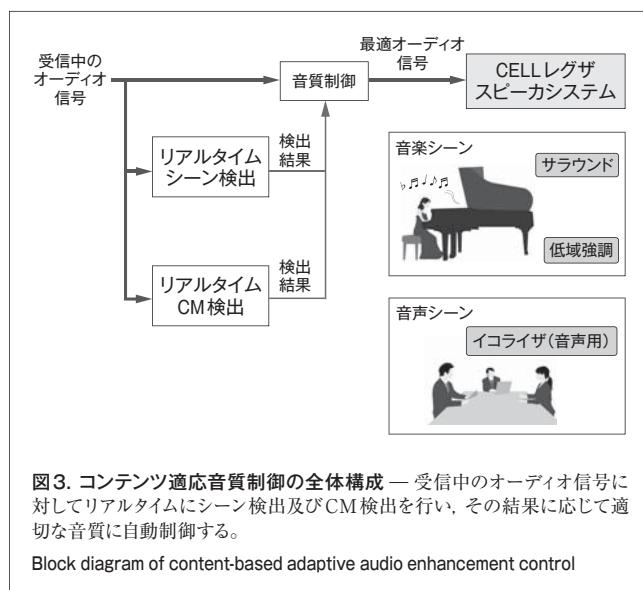 受信中の
オーディオ
信号
音質制御
最適オーディオ
信号
CELLレグザ
スピーカシステム
リアルタイム
シーン検出
検出
結果
リアルタイム
CM検出
検出
結果
音楽シーン
サラウンド
低域強調
音声シーン
イコライザ(音声用)
図3. コンテンツ適応音質制御の全体構成 — 受信中のオーディオ信号に
対してリアルタイムにシーン検出及びCM検出を行い，その結果に応じて適
切な音質に自動制御する。
Block diagram of content-based adaptive audio enhancement control